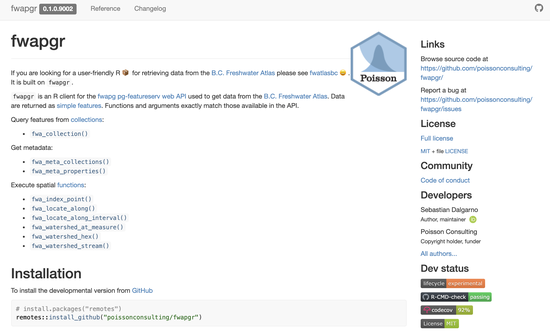 fwapgr 0.1.0.9002 Reference Changelog
fwapgr
Poisson
If you are looking for a user-friendly R 📦 for retrieving data from the B.C. Freshwater Atlas please see fwatlasbc 😄 .
It is built on fwapgr .
fwapgr is an R client for the fwapg pg-featureserv web API used to get data from the B.C. Freshwater Atlas. Data
are returned as simple features. Functions and arguments exactly match those available in the API.
Query features from collections:
• fwa_collection()
Get metadata:
• fwa_meta_collections()
• fwa_meta_properties()
Execute spatial functions:
• fwa_index_point()
• fwa_locate_along()
• fwa_locate_along_interval()
• fwa_watershed_at_measure()
• fwa_watershed_hex()
• fwa_watershed_stream()
Installation
To install the developmental version from GitHub
# install.packages("remotes")
remotes::install_github("poissonconsulting/fwapgr")
Links
Browse source code at
https://github.com/poissonconsulting/
fwapgr/
Report a bug at
https://github.com/poissonconsulting/
fwapgr/issues
License
Full license
MIT + file LICENSE
Community
Code of conduct
Developers
Sebastian Dalgarno
Author, maintainer iD
Poisson Consulting
Copyright holder, funder
All authors...
Dev status
lifecycle experimental
R-CMD-check passing
codecov 92%
License MIT